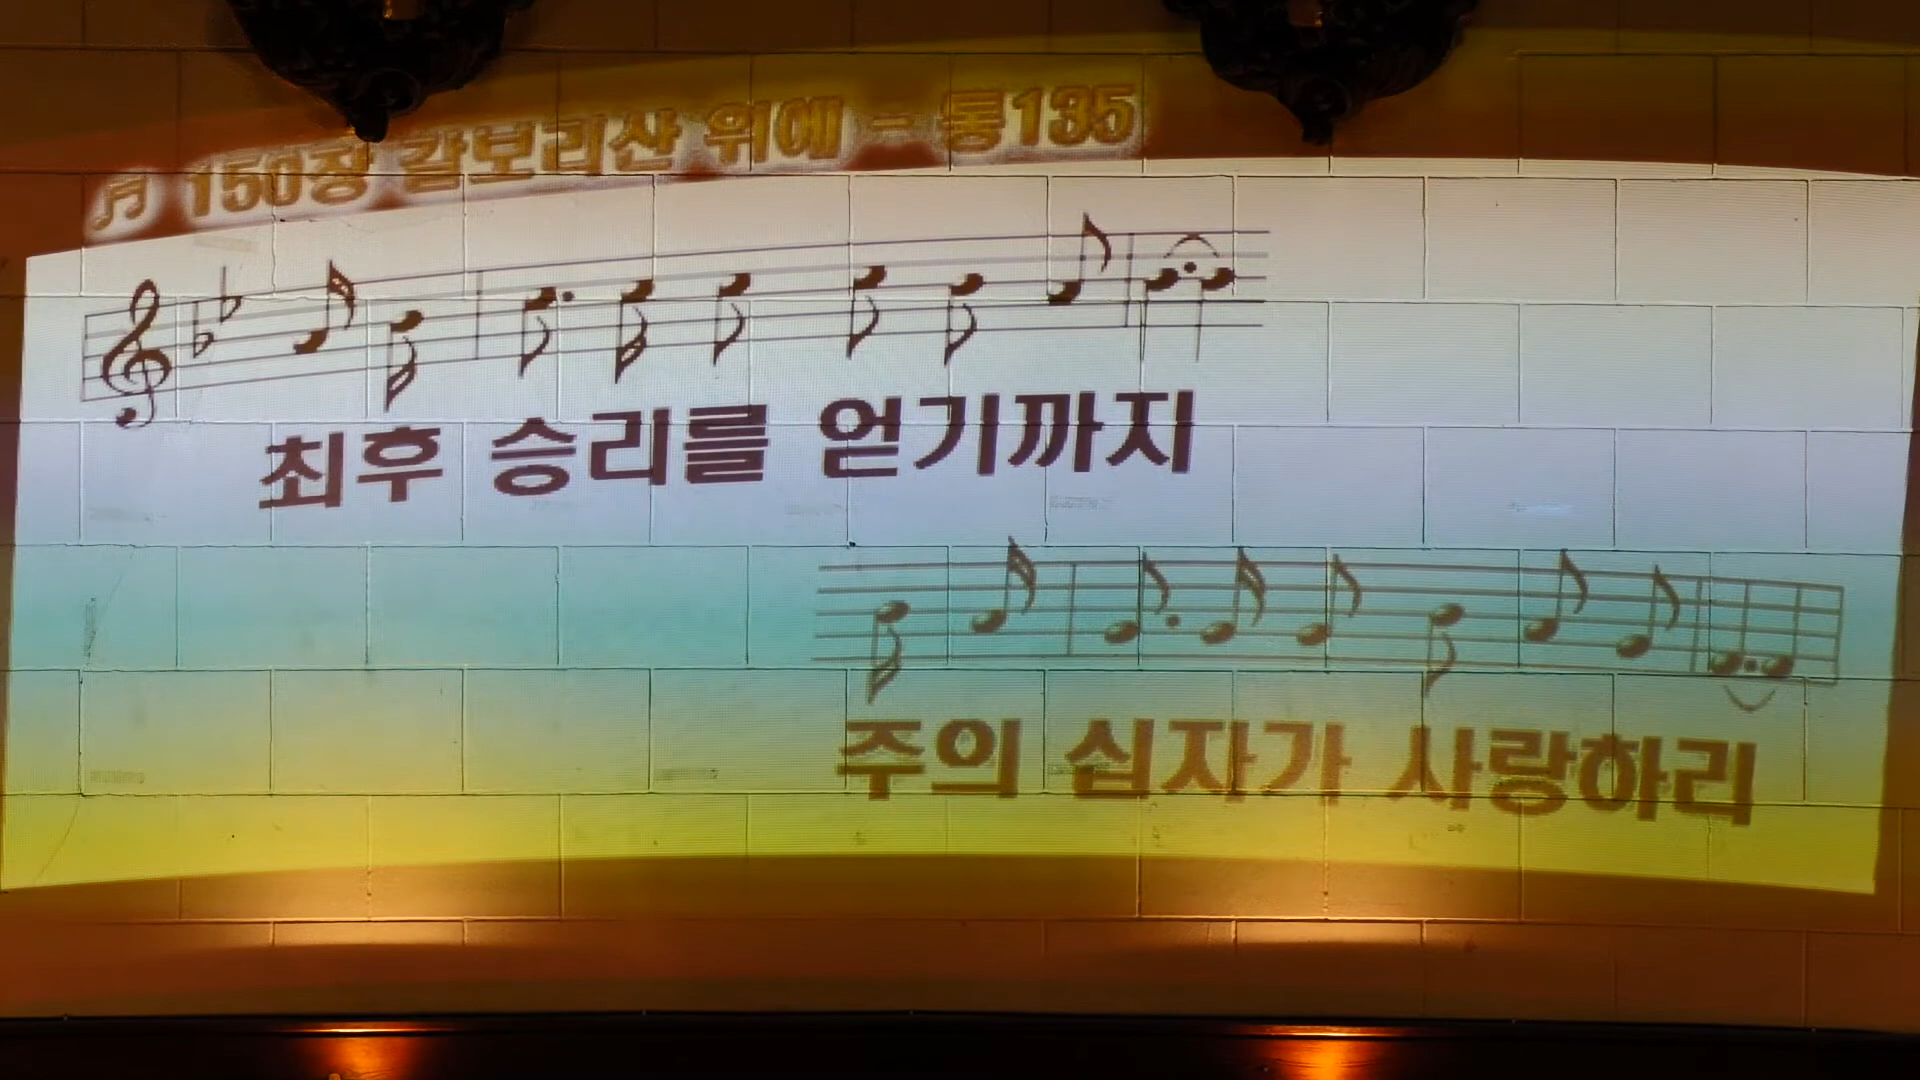 ♬ 150장 갈보리산 위에 - 통135
최후 승리를 얻기까지
주의 십자가 사랑하리